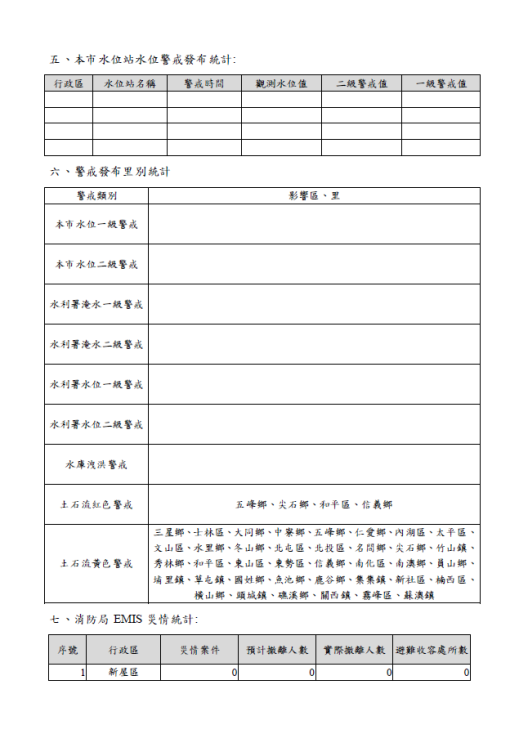 五、本市水位站水位警戒發布統計:
行政區 水位站名稱 警戒時間 觀測水位值 二級警戒值 一級警戒值
六、警戒發布里別統計
警戒類別 影響區、里
本市水位一級警戒
本市水位二級警戒
水利署淹水一級警戒
水利署淹水二級警戒
水利署水位一級警戒
水利署水位二級警戒
水庫洩洪警戒
土石流紅色警戒 五峰鄉、尖石鄉、和平區、信義鄉
土石流黃色警戒
三星鄉、士林區、大同鄉、中寮鄉、五峰鄉、仁愛鄉、內湖區、太平區、
文山區、水里鄉、冬山鄉、北屯區、北投區、名間鄉、尖石鄉、竹山鎮、
秀林鄉、和平區、東山區、東勢區、信義鄉、南化區、南澳鄉、員山鄉、
埔里鎮、草屯鎮、國姓鄉、魚池鄉、鹿谷鄉、集集鎮、新社區、楠西區、
橫山鄉、頭城鎮、礁溪鄉、關西鎮、霧峰區、蘇澳鎮
七、消防局 EMIS 災情統計:
序號 行政區 災情案件 預計撤離人數 實際撤離人數 避難收容處所數
1 新屋區 0 0 0 0